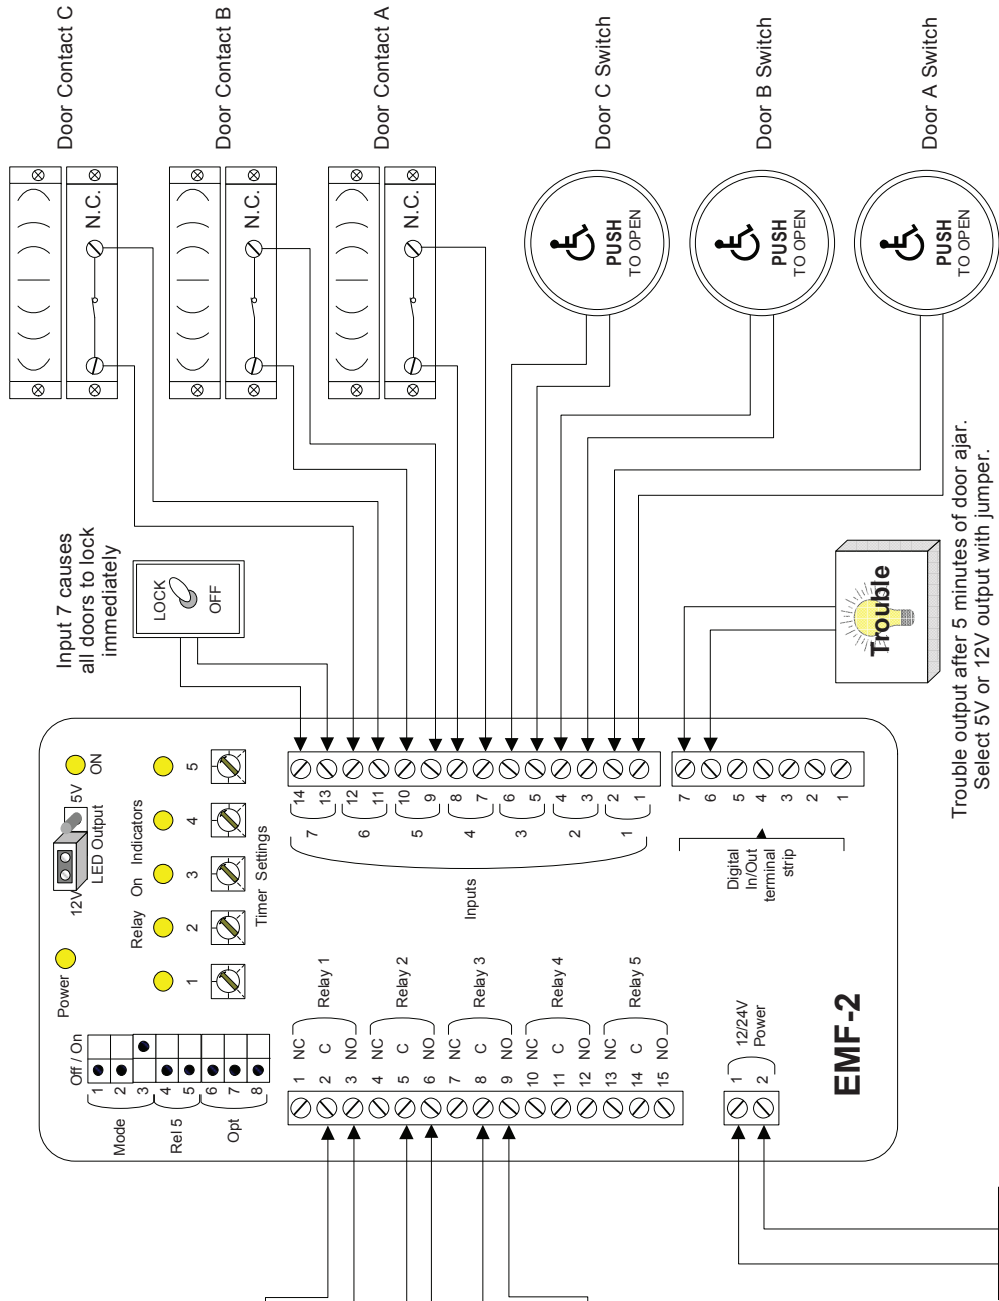 Door Contact C
Door Contact B
Door Contact A
Door C Switch
Door B Switch
Door A Switch
N.C.
N.C.
N.C.
PUSH
TO OPEN
PUSH
TO OPEN
PUSH
TO OPEN
Input 7 causes
all doors to lock
immediately
LOCK
OFF
Trouble
Trouble output after 5 minutes of door ajar.
Select 5V or 12V output with jumper.
12V
5V
LED Output
ON
Power
Relay On Indicators
1 2 3 4 5
Timer Settings
Off / On
1
2
3
4
5
6
7
8
Mode
Rel 5
Opt
14
13
12
11
10
9
8
7
6
5
4
3
2
1
7
6
5
4
3
2
1
Inputs
7
6
5
4
3
2
1
Digital
In/Out
terminal
strip
1 NC
2 C
3 NO
Relay 1
4 NC
5 C
6 NO
Relay 2
7 NC
8 C
9 NO
Relay 3
10 NC
11 C
12 NO
Relay 4
13 NC
14 C
15 NO
Relay 5
1
2
12/24V
Power
EMF-2